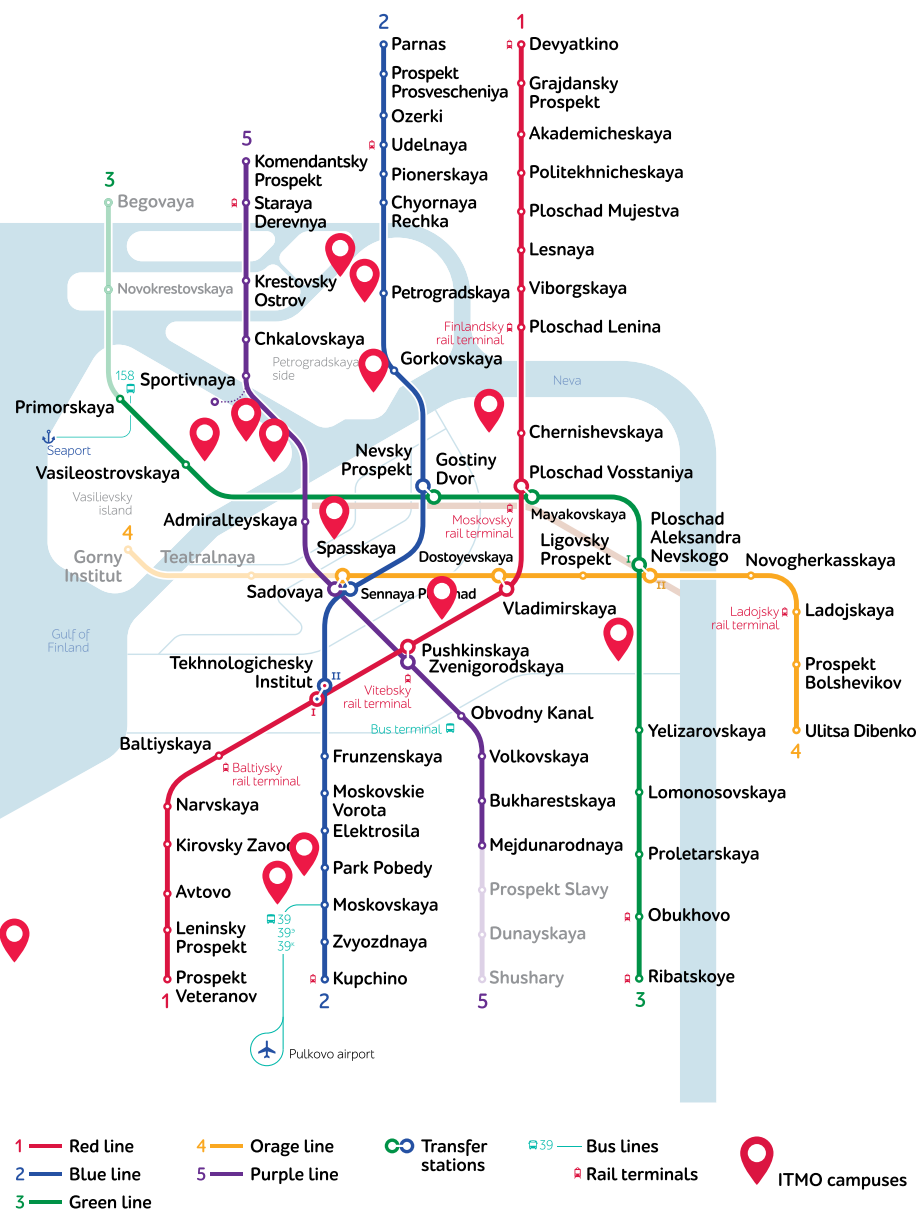 2
1
Parnas
Devyatkino
Prospekt
Prosvescheniya
Grajdansky
Prospekt
Ozerki
Akademicheskaya
5
Udelnaya
Komendantsky
Prospekt
Pionerskaya
Politekhnicheskaya
3
Begovaya
Staraya
Derevnya
Chyornaya
Rechka
Ploschad Mujestva
Lesnaya
Novokrestovskaya
Krestovsky
Ostrov
Petrogradskaya
Viborgskaya
Finlandsky
rail terminal
Ploschad Lenina
Chkalovskaya
Petrogradskaya
side
Gorkovskaya
158
Sportivnaya
Neva
Primorskaya
Seaport
Chernishevskaya
Vasileostrovskaya
Nevsky
Prospekt
Gostiny
Dvor
Ploschad Vosstaniya
Vasilievsky
island
Admiralteyskaya
Moskovsky
rail terminal
Mayakovskaya
Ploschad
Aleksandra
Nevskogo
4
Gorny
Institut
Teatralnaya
Spasskaya
Dostoyevskaya
Ligovsky
Prospekt
I
II
Novogherkasskaya
Sadovaya
Sennaya P nad
Vladimirskaya
Ladojsky
rail terminal
Ladojskaya
Gulf of
Finland
Tekhnologichesky
Institut
II
I
Pushkinskaya
Zvenigorodskaya
Vitebsky
rail terminal
Prospekt
Bolshevikov
Obvodny Kanal
Bus terminal
Yelizarovskaya
Ulitsa Dibenko
4
Baltiyskaya
Baltiysky
rail terminal
Frunzenskaya
Volkovskaya
Narvskaya
Moskovskie
Vorota
Bukharestskaya
Lomonosovskaya
Elektrosila
Kirovsky Zavod
Mejdunarodnaya
Park Pobedy
Proletarskaya
Avtovo
Prospekt Slavy
Moskovskaya
39
39э
39к
Obukhovo
Leninsky
Prospekt
Zvyozdnaya
Dunayskaya
Prospekt
Veteranov
Kupchino
Shushary
Ribatskoye
1
2
5
3
Pulkovo airport
1 Red line
4 Orage line
Transfer
stations
39 Bus lines
2 Blue line
5 Purple line
Rail terminals
ITMO campuses
3 Green line